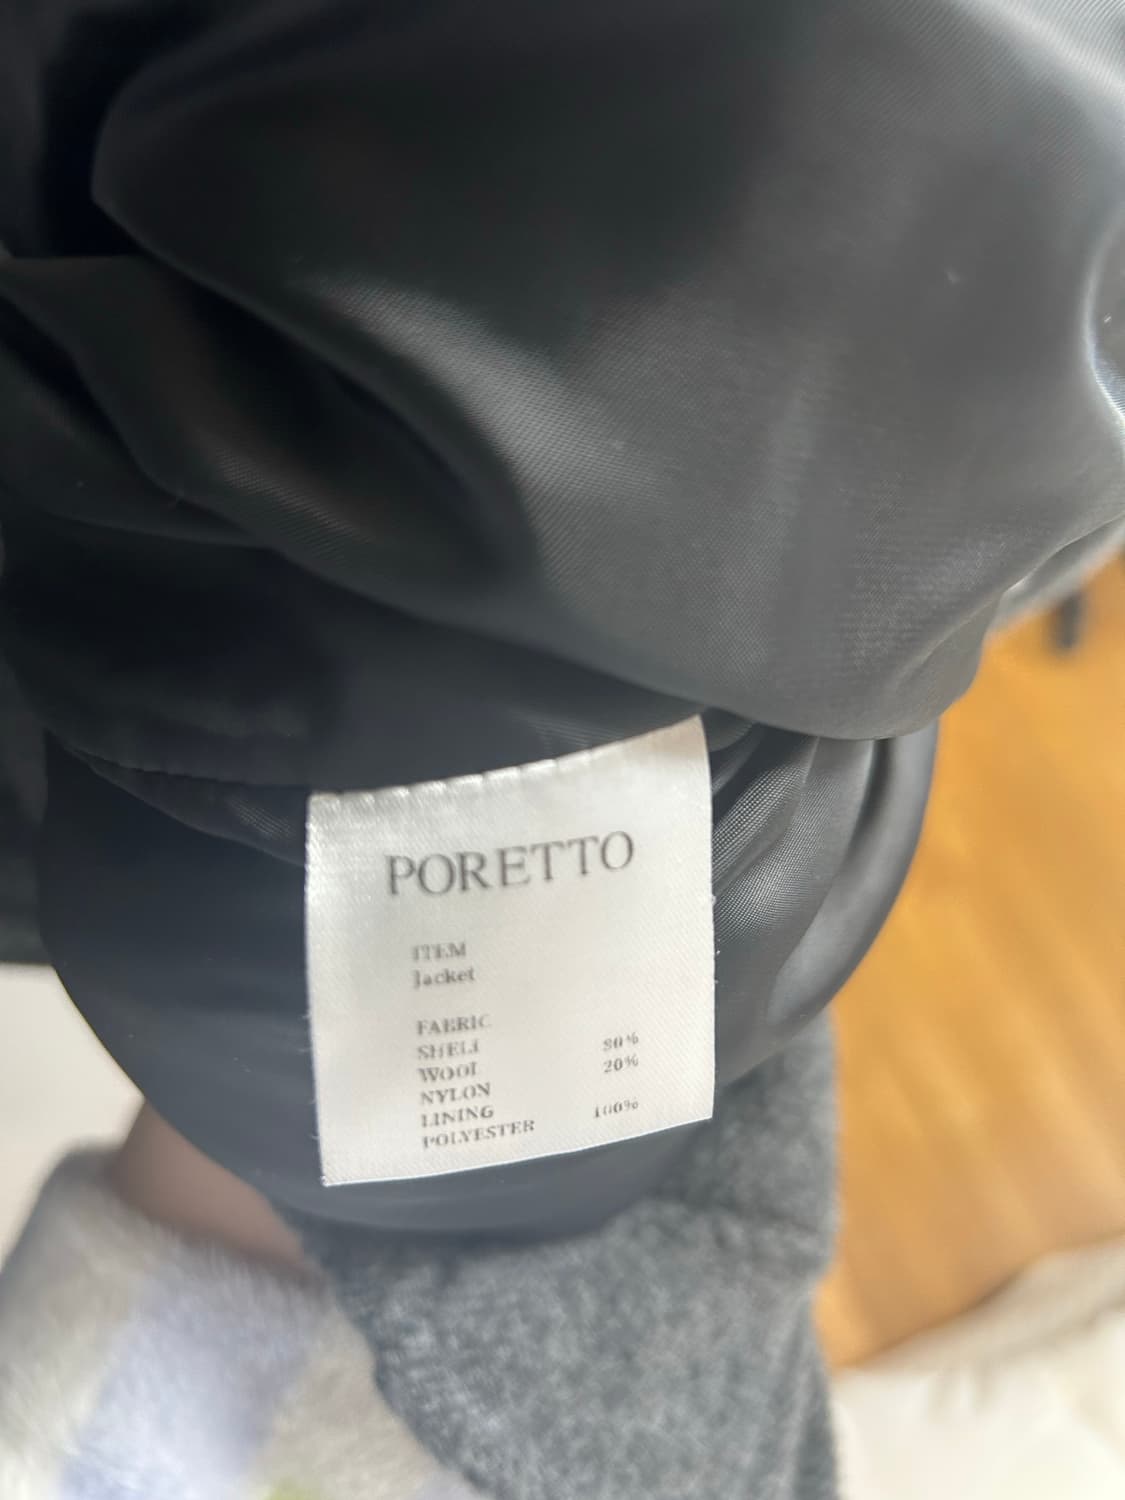 PORETTO
ITEM
Jacket
FABRIC
SHELL
WOOL 80%
NYLON 20%
LINING
POLYESTER 100%